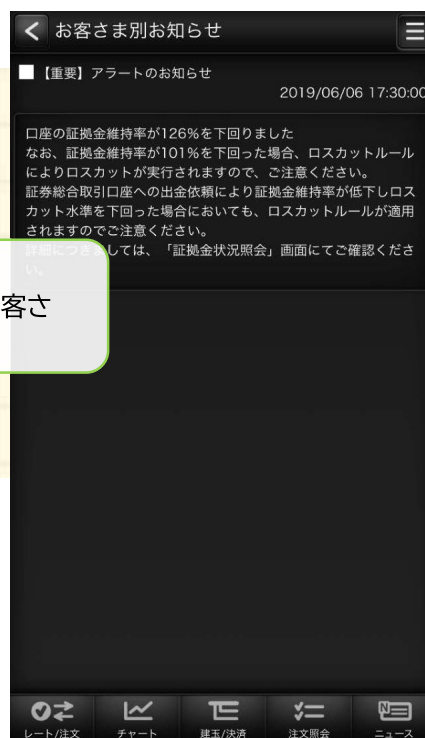 お客さま別お知らせ
【重要】アラートのお知らせ
2019/06/06 17:30:00
口座の証拠金維持率が126%を下回りました
なお、証拠金維持率が101%を下回った場合、ロスカットルール
によりロスカットが実行されますので、ご注意ください。
証券総合取引口座への出金依頼により証拠金維持率が低下しロス
カット水準を下回った場合においても、ロスカットルールが適用
されますのでご注意ください。
詳細につきましては、「証拠金状況照会」画面にてご確認くださ
い。
客さ
レート/注文 チャート 建玉/決済 注文照会 ニュース